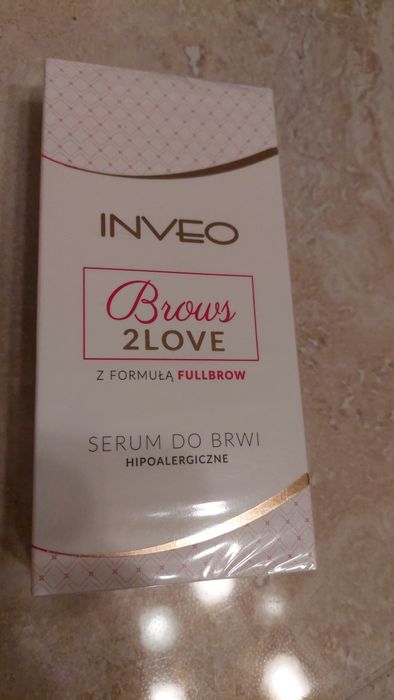 INVEO
Brows
2LOVE
Z FORMUŁĄ FULLBROW
SERUM DO BRWI
HIPOALERGICZNE